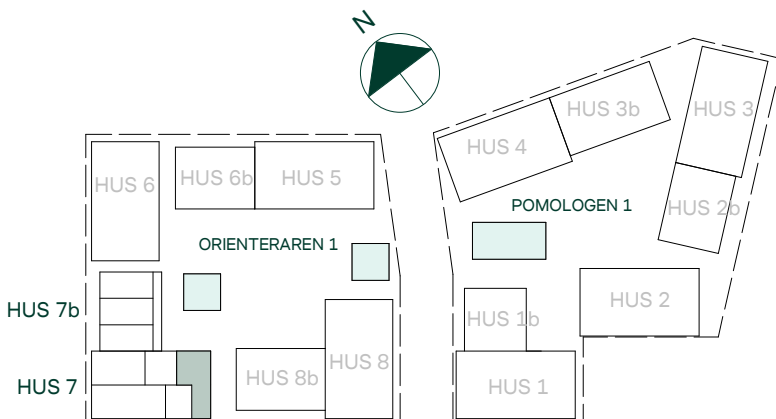 N
HUS 3b
HUS 3
HUS 4
HUS 6
HUS 6b
HUS 5
HUS 2b
POMOLOGEN 1
ORIENTERAREN 1
HUS 7b
HUS 2
HUS 1b
HUS 8
HUS 8b
HUS 7
HUS 1